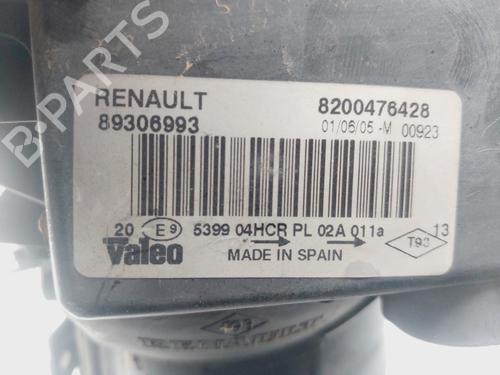 B-PARTS
RENAULT 8200476428
89306993 01/06/05 -M 00923
20 E9 5399 04HCR PL 02A 011a 13
Valeo MADE IN SPAIN T93
RENAULT